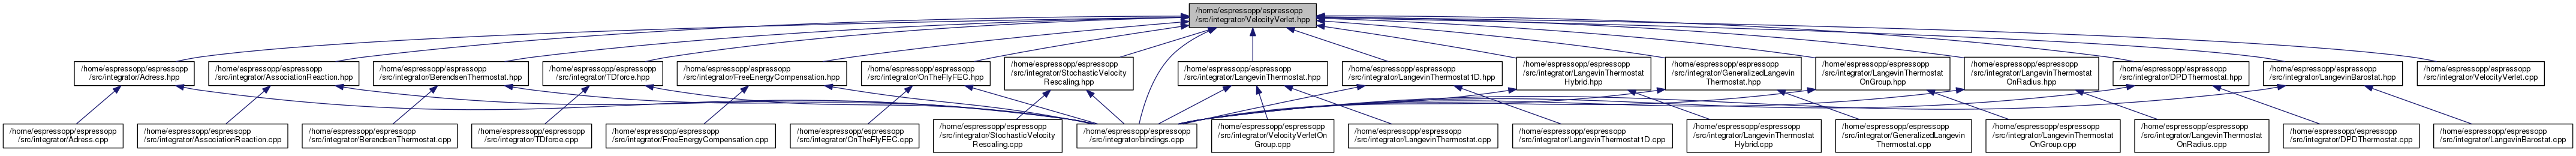 /home/espressopp/espressopp
/src/integrator/VelocityVerlet.hpp
/home/espressopp/espressopp
/src/integrator/Adress.hpp
/home/espressopp/espressopp
/src/integrator/AssociationReaction.hpp
/home/espressopp/espressopp
/src/integrator/BerendsenThermostat.hpp
/home/espressopp/espressopp
/src/integrator/TDforce.hpp
/home/espressopp/espressopp
/src/integrator/FreeEnergyCompensation.hpp
/home/espressopp/espressopp
/src/integrator/OnTheFlyFEC.hpp
/home/espressopp/espressopp
/src/integrator/StochasticVelocity
Rescaling.hpp
/home/espressopp/espressopp
/src/integrator/LangevinThermostat.hpp
/home/espressopp/espressopp
/src/integrator/LangevinThermostat1D.hpp
/home/espressopp/espressopp
/src/integrator/LangevinThermostat
Hybrid.hpp
/home/espressopp/espressopp
/src/integrator/GeneralizedLangevin
Thermostat.hpp
/home/espressopp/espressopp
/src/integrator/LangevinThermostat
OnGroup.hpp
/home/espressopp/espressopp
/src/integrator/LangevinThermostat
OnRadius.hpp
/home/espressopp/espressopp
/src/integrator/DPDThermostat.hpp
/home/espressopp/espressopp
/src/integrator/LangevinBarostat.hpp
/home/espressopp/espressopp
/src/integrator/VelocityVerlet.cpp
/home/espressopp/espressopp
/src/integrator/Adress.cpp
/home/espressopp/espressopp
/src/integrator/AssociationReaction.cpp
/home/espressopp/espressopp
/src/integrator/BerendsenThermostat.cpp
/home/espressopp/espressopp
/src/integrator/TDforce.cpp
/home/espressopp/espressopp
/src/integrator/FreeEnergyCompensation.cpp
/home/espressopp/espressopp
/src/integrator/OnTheFlyFEC.cpp
/home/espressopp/espressopp
/src/integrator/StochasticVelocity
Rescaling.cpp
/home/espressopp/espressopp
/src/integrator/bindings.cpp
/home/espressopp/espressopp
/src/integrator/VelocityVerletOn
Group.cpp
/home/espressopp/espressopp
/src/integrator/LangevinThermostat.cpp
/home/espressopp/espressopp
/src/integrator/LangevinThermostat1D.cpp
/home/espressopp/espressopp
/src/integrator/LangevinThermostat
Hybrid.cpp
/home/espressopp/espressopp
/src/integrator/GeneralizedLangevin
Thermostat.cpp
/home/espressopp/espressopp
/src/integrator/LangevinThermostat
OnGroup.cpp
/home/espressopp/espressopp
/src/integrator/LangevinThermostat
OnRadius.cpp
/home/espressopp/espressopp
/src/integrator/DPDThermostat.cpp
/home/espressopp/espressopp
/src/integrator/LangevinBarostat.cpp